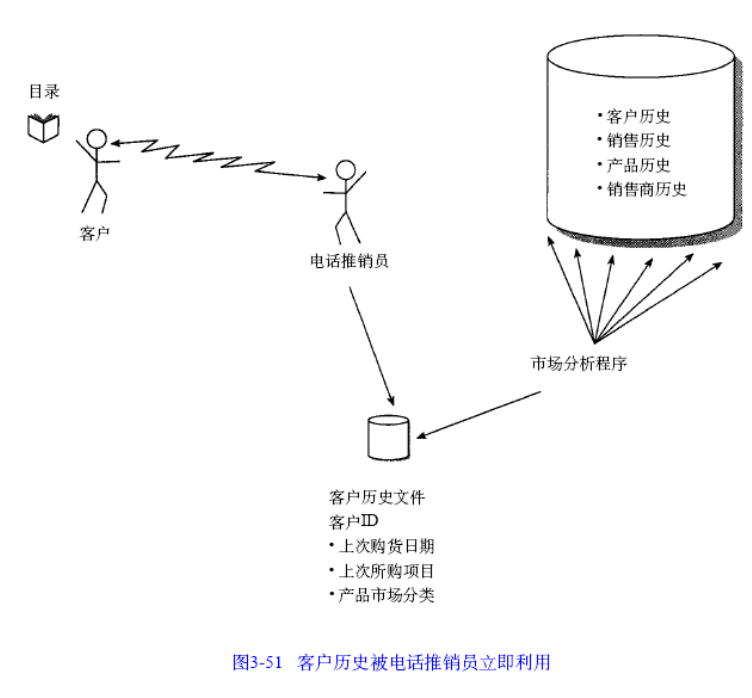 目录
客户
电话推销员
• 客户历史
• 销售历史
• 产品历史
• 销售商历史
市场分析程序
客户历史文件
客户ID
• 上次购货日期
• 上次所购项目
• 产品市场分类
图3-51 客户历史被电话推销员立即利用